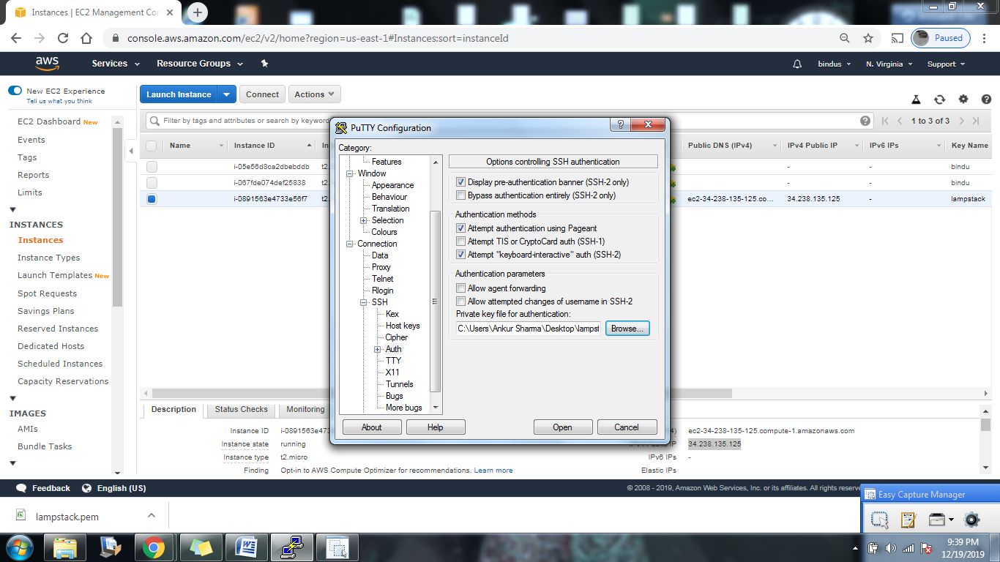 Instances | EC2 Management Con
console.aws.amazon.com/ec2/v2/home?region=us-east-1#Instances:sort=instanceId
Paused
aws
Services
Resource Groups
bindus
N. Virginia
Support
New EC2 Experience
Tell us what you think
EC2 Dashboard New
Events
Tags
Reports
Limits
INSTANCES
Instances
Instance Types
Launch Templates New
Spot Requests
Savings Plans
Reserved Instances
Dedicated Hosts
Scheduled Instances
Capacity Reservations
IMAGES
AMIs
Bundle Tasks
Launch Instance
Connect
Actions
Filter by tags and attributes or search by keyword
1 to 3 of 3
Name Instance ID Public DNS (IPv4) IPv4 Public IP IPv6 IPs Key Name
i-05e56d8ca2dbebddb t2. - - bindu
i-067fde074def25838 t2. - - bindu
i-0891563e4733e56f7 t2. ec2-34-238-135-125.co... 34.238.135.125 - lampstack
PuTTY Configuration
Category:
Features
Window
Appearance
Behaviour
Translation
Selection
Colours
Connection
Data
Proxy
Telnet
Rlogin
SSH
Kex
Host keys
Cipher
Auth
TTY
X11
Tunnels
Bugs
More bugs
Options controlling SSH authentication
Display pre-authentication banner (SSH-2 only)
Bypass authentication entirely (SSH-2 only)
Authentication methods
Attempt authentication using Pageant
Attempt TIS or CryptoCard auth (SSH-1)
Attempt "keyboard-interactive" auth (SSH-2)
Authentication parameters
Allow agent forwarding
Allow attempted changes of username in SSH-2
Private key file for authentication:
C:\Users\Ankur Sharma\Desktop\lampst
Browse...
About
Help
Open
Cancel
Description
Status Checks
Monitoring
Instance ID i-0891563e473 ec2-34-238-135-125.compute-1.amazonaws.com
Instance state running 34.238.135.125
Instance type t2.micro IPv6 IPs -
Finding Opt-in to AWS Compute Optimizer for recommendations. Learn more Elastic IPs
Feedback
English (US)
© 2008 - 2019, Amazon Web Services, Inc. or its affiliates. All rights reserve
Easy Capture Manager
lampstack.pem
9:39 PM
12/19/2019